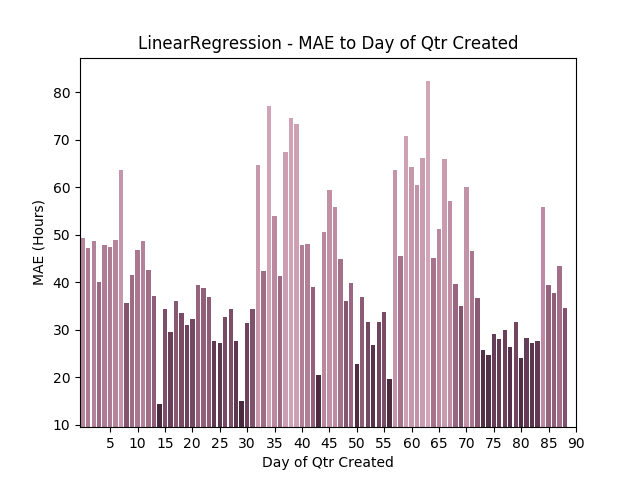 LinearRegression - MAE to Day of Qtr Created
MAE (Hours)
80
70
60
50
40
30
20
10
5 10 15 20 25 30 35 40 45 50 55 60 65 70 75 80 85 90
Day of Qtr Created